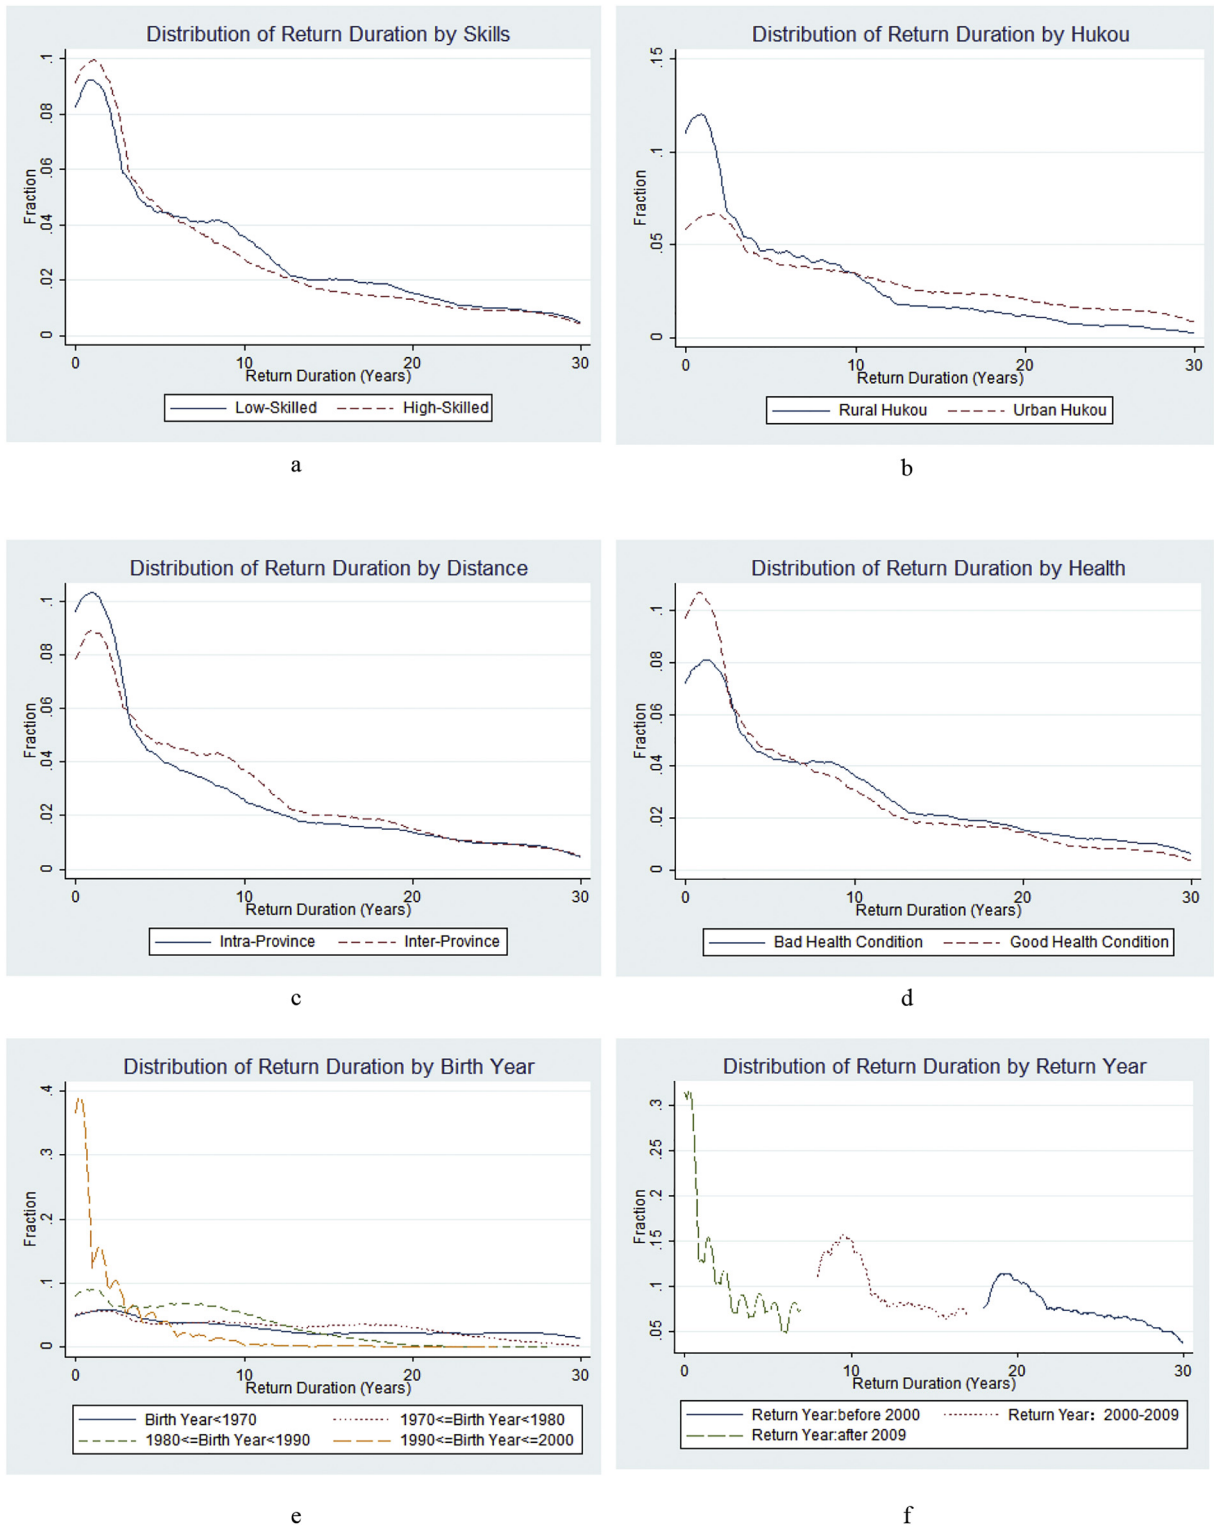 Distribution of Return Duration by Skills
Fraction
0 .02 .04 .06 .08 .1
0 10 20 30
Return Duration (Years)
Low-Skilled High-Skilled
a
Distribution of Return Duration by Hukou
Fraction
0 .05 .1 .15
0 10 20 30
Return Duration (Years)
Rural Hukou Urban Hukou
b
Distribution of Return Duration by Distance
Fraction
0 .02 .04 .06 .08 .1
0 10 20 30
Return Duration (Years)
Intra-Province Inter-Province
c
Distribution of Return Duration by Health
Fraction
0 .02 .04 .06 .08 .1
0 10 20 30
Return Duration (Years)
Bad Health Condition Good Health Condition
d
Distribution of Return Duration by Birth Year
Fraction
0 .1 .2 .3 .4
0 10 20 30
Return Duration (Years)
Birth Year<1970 1970<=Birth Year<1980
1980<=Birth Year<1990 1990<=Birth Year<=2000
e
Distribution of Return Duration by Return Year
Fraction
.05 .1 .15 .2 .25 .3
0 10 20 30
Return Duration (Years)
Return Year:before 2000 Return Year：2000-2009
Return Year:after 2009
f